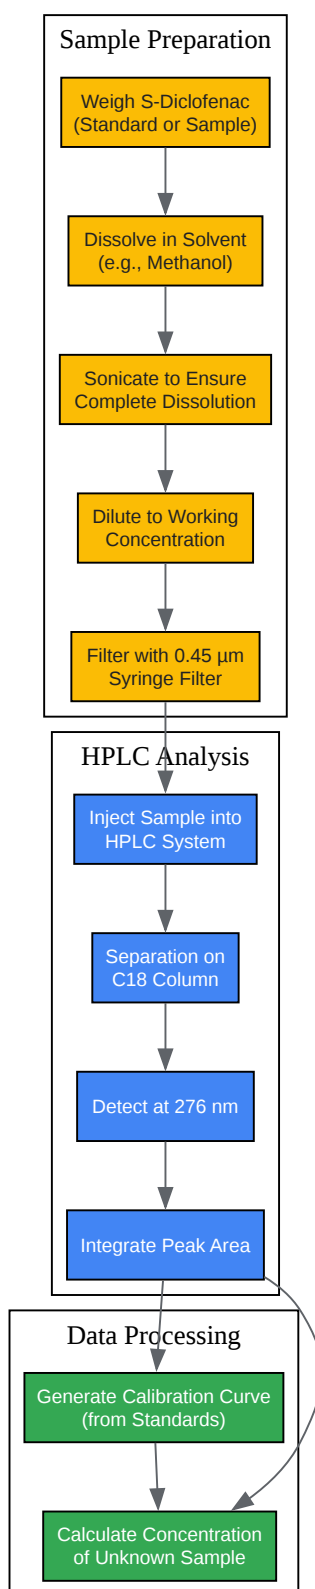 Sample Preparation
Weigh S-Diclofenac
(Standard or Sample)
Dissolve in Solvent
(e.g., Methanol)
Sonicate to Ensure
Complete Dissolution
Dilute to Working
Concentration
Filter with 0.45 µm
Syringe Filter
HPLC Analysis
Inject Sample into
HPLC System
Separation on
C18 Column
Detect at 276 nm
Integrate Peak Area
Data Processing
Generate Calibration Curve
(from Standards)
Calculate Concentration
of Unknown Sample